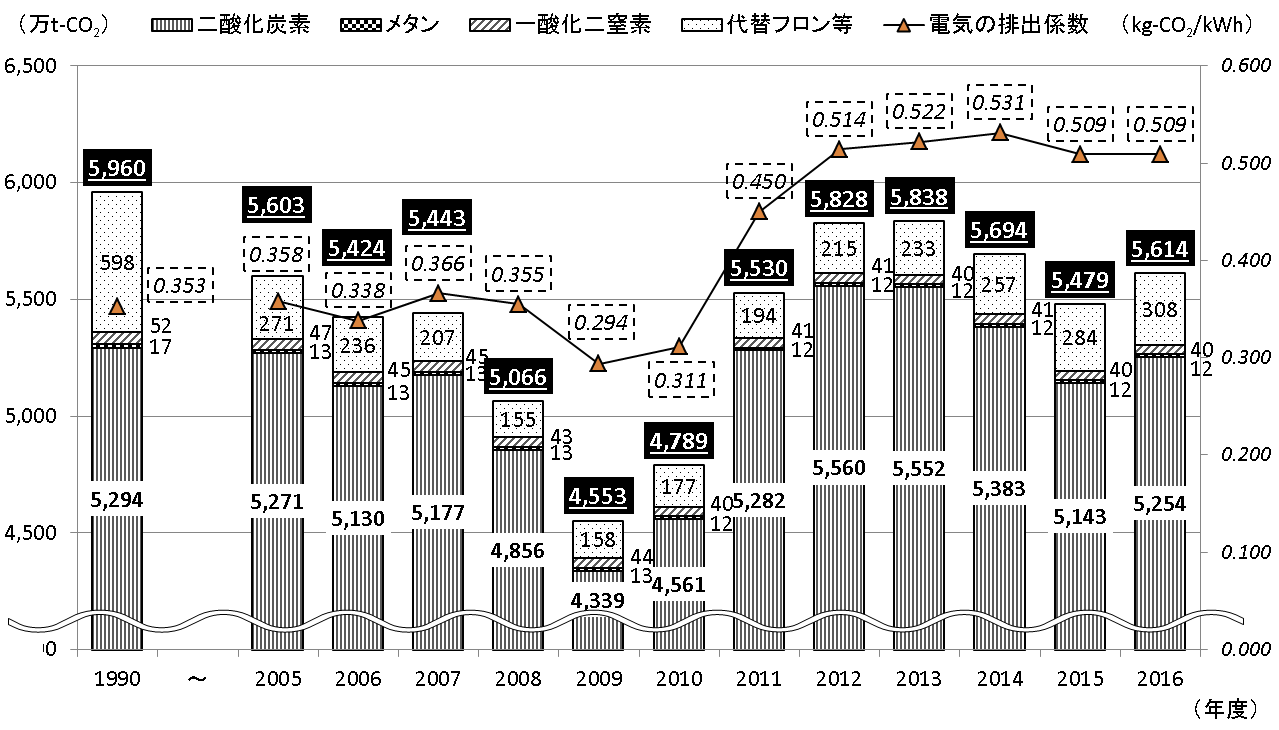 （万t-CO2） 二酸化炭素 メタン 一酸化二窒素 代替フロン等 電気の排出係数 （kg-CO2/kWh）
6,500 0.600
0.531
0.522
0.514 0.509 0.509
6,000 5,960 0.500
0.450
5,828 5,838
5,603
5,443 5,694
5,424 5,614
598 0.358 0.366 0.355 5,530 215 41 12 233 40 12 257 41 12 5,479 0.400
0.353 0.338
5,500 52 17 271 47 13 236 45 13 207 45 13 0.294 194 41 12 284 40 12 308 40 12 0.300
5,066 0.311
5,000 155 43 13 4,789
5,294 5,271 5,130 5,177 177 40 12 5,282 5,560 5,552 5,383 5,143 5,254 0.200
4,553
4,500 4,856 158 44 13 4,561 0.100
4,339
0 0.000
1990 ～ 2005 2006 2007 2008 2009 2010 2011 2012 2013 2014 2015 2016
（年度）